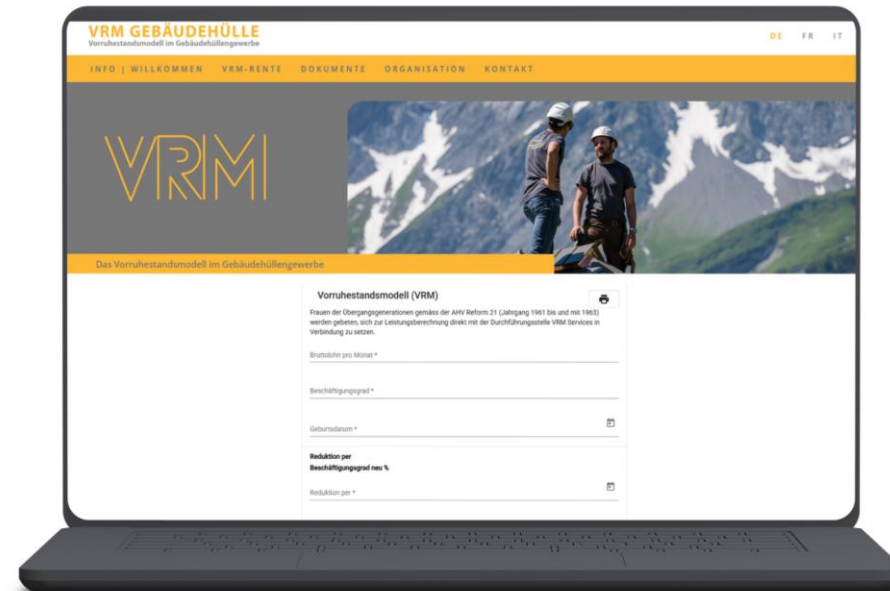 VRM GEBÄUDEHÜLLE
Vorruhestandsmodell im Gebäudehüllengewerbe
DE FR IT
INFO | WILLKOMMEN VRM-RENTE DOKUMENTE ORGANISATION KONTAKT
VRM
Das Vorruhestandsmodell im Gebäudehüllengewerbe
Vorruhestandsmodell (VRM)
Frauen der Übergangsgenerationen gemäss der AHV Reform 21 (Jahrgang 1961 bis und mit 1963)
werden gebeten, sich zur Leistungsberechnung direkt mit der Durchführungsstelle VRM Services in
Verbindung zu setzen.
Bruttolohn pro Monat *
Beschäftigungsgrad *
Geburtsdatum *
Reduktion per
Beschäftigungsgrad neu %
Reduktion per *